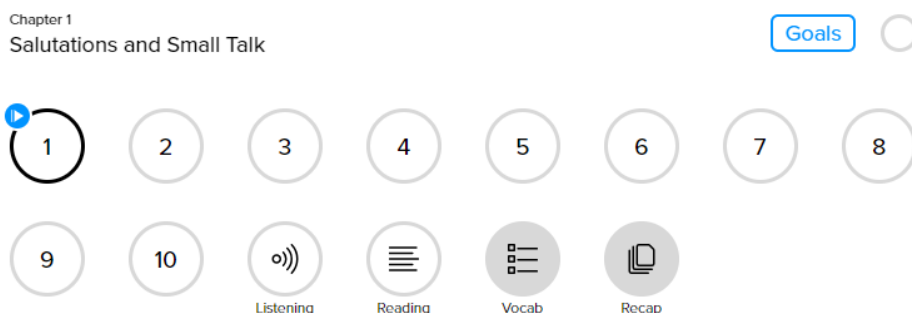 Chapter 1
Salutations and Small Talk
Goals
1 2 3 4 5 6 7 8
9 10
Listening Reading Vocab Recap